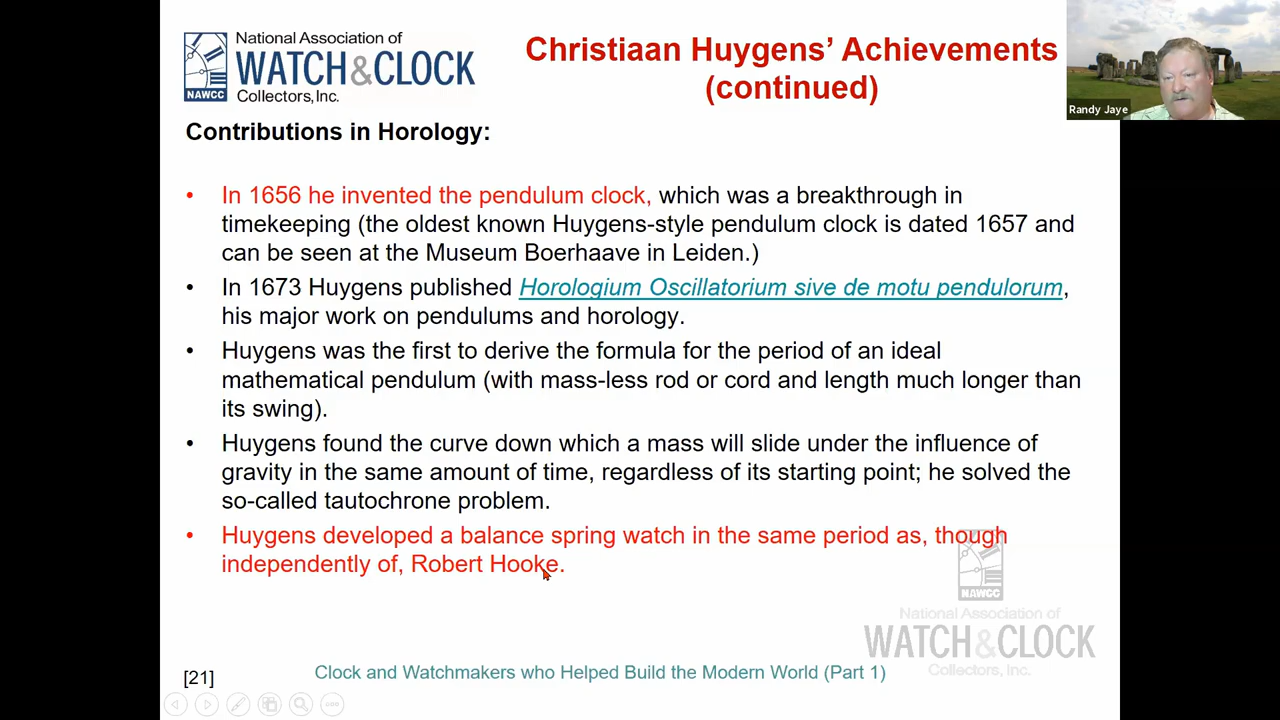 National Association of
WATCH&CLOCK
NAWCC
Collectors, Inc.
Christiaan Huygens’ Achievements
(continued)
Randy Jaye
Contributions in Horology:
• In 1656 he invented the pendulum clock, which was a breakthrough in
timekeeping (the oldest known Huygens-style pendulum clock is dated 1657 and
can be seen at the Museum Boerhaave in Leiden.)
• In 1673 Huygens published Horologium Oscillatorium sive de motu pendulorum,
his major work on pendulums and horology.
• Huygens was the first to derive the formula for the period of an ideal
mathematical pendulum (with mass-less rod or cord and length much longer than
its swing).
• Huygens found the curve down which a mass will slide under the influence of
gravity in the same amount of time, regardless of its starting point; he solved the
so-called tautochrone problem.
• Huygens developed a balance spring watch in the same period as, though
independently of, Robert Hooke.
NAWCC
National Association of
WATCH&CLOCK
Collectors, Inc.
[21]
Clock and Watchmakers who Helped Build the Modern World (Part 1)